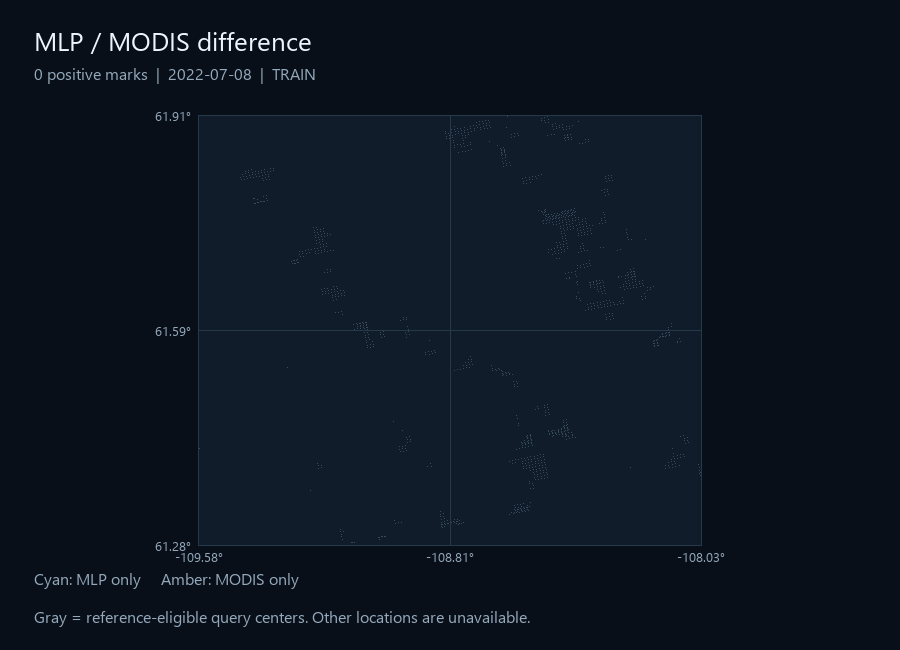 MLP / MODIS difference
0 positive marks | 2022-07-08 | TRAIN
61.91°
61.59°
61.28°
-109.58° -108.81° -108.03°
Cyan: MLP only Amber: MODIS only
Gray = reference-eligible query centers. Other locations are unavailable.